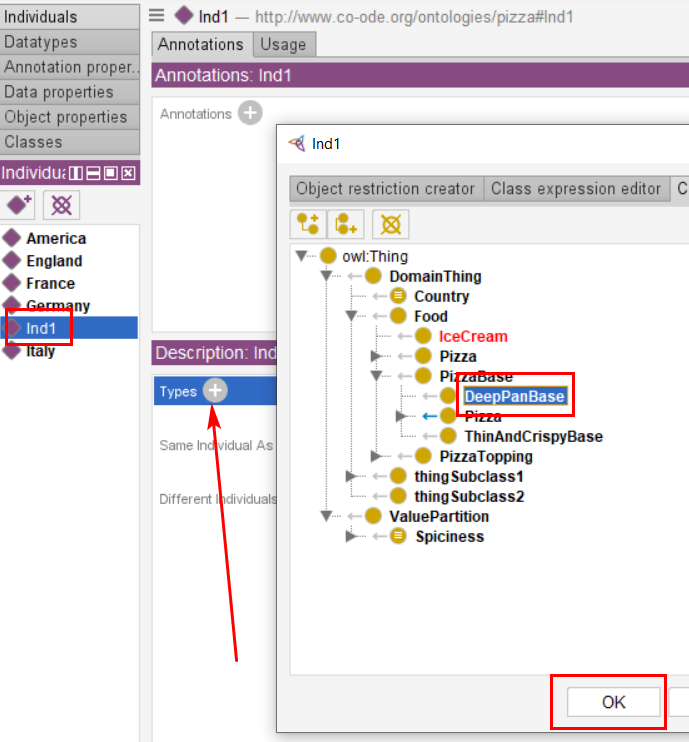 Individuals
Datatypes
Annotation proper..
Data properties
Object properties
Classes
Individua
America
England
France
Germany
Ind1
Italy
Ind1 — http://www.co-ode.org/ontologies/pizza#Ind1
Annotations Usage
Annotations: Ind1
Annotations
Description: Ind
Types
Same Individual As
Different Individuals
Ind1
Object restriction creator Class expression editor C
owl:Thing
DomainThing
Country
Food
IceCream
Pizza
PizzaBase
DeepPanBase
Pizza
ThinAndCrispyBase
PizzaTopping
thingSubclass1
thingSubclass2
ValuePartition
Spiciness
OK